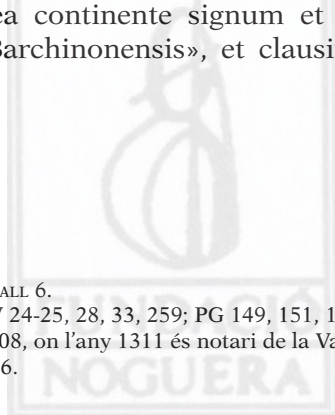 ea continente signum et
Barchinonensis», et clausi
ALL 6.
24-25, 28, 33, 259; PG 149, 151, 1
08, on l'any 1311 és notari de la Va
6.
FUNDACIÓ
NOGUERA